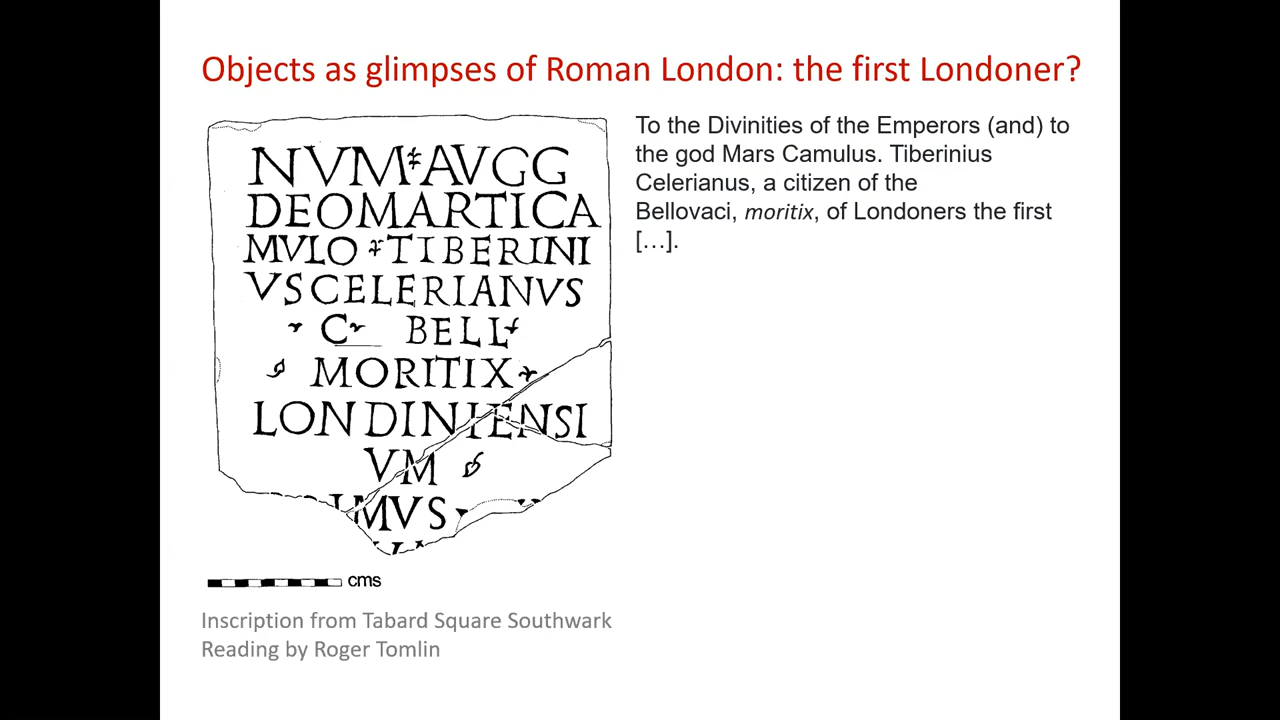 Objects as glimpses of Roman London: the first Londoner?
NVM AVGG
DEOMARTICA
MVLO TIBERINI
VSCELERIANVS
C BELL
MORITIX
LONDINIENSI
VM
IMVS
cms
To the Divinities of the Emperors (and) to
the god Mars Camulus. Tiberinius
Celerianus, a citizen of the
Bellovaci, moritix, of Londoners the first
[…].
Inscription from Tabard Square Southwark
Reading by Roger Tomlin